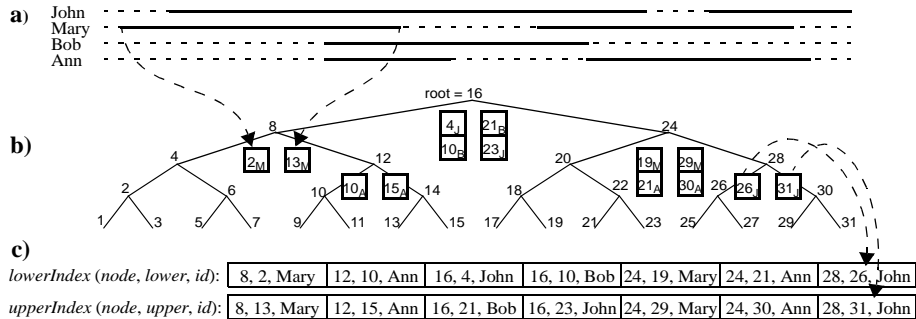 a)
John
Mary
Bob
Ann
b)
root = 16
8
24
4J 21B
10B 23J
4
2M 13M
12
20
19M 29M
21A 30A
28
2
6
10
10A 15A
14
18
22
26
26J 31J
30
1 3 5 7 9 11 13 15 17 19 21 23 25 27 29 31
c)
lowerIndex (node, lower, id): 8, 2, Mary 12, 10, Ann 16, 4, John 16, 10, Bob 24, 19, Mary 24, 21, Ann 28, 26, John
upperIndex (node, upper, id): 8, 13, Mary 12, 15, Ann 16, 21, Bob 16, 23, John 24, 29, Mary 24, 30, Ann 28, 31, John